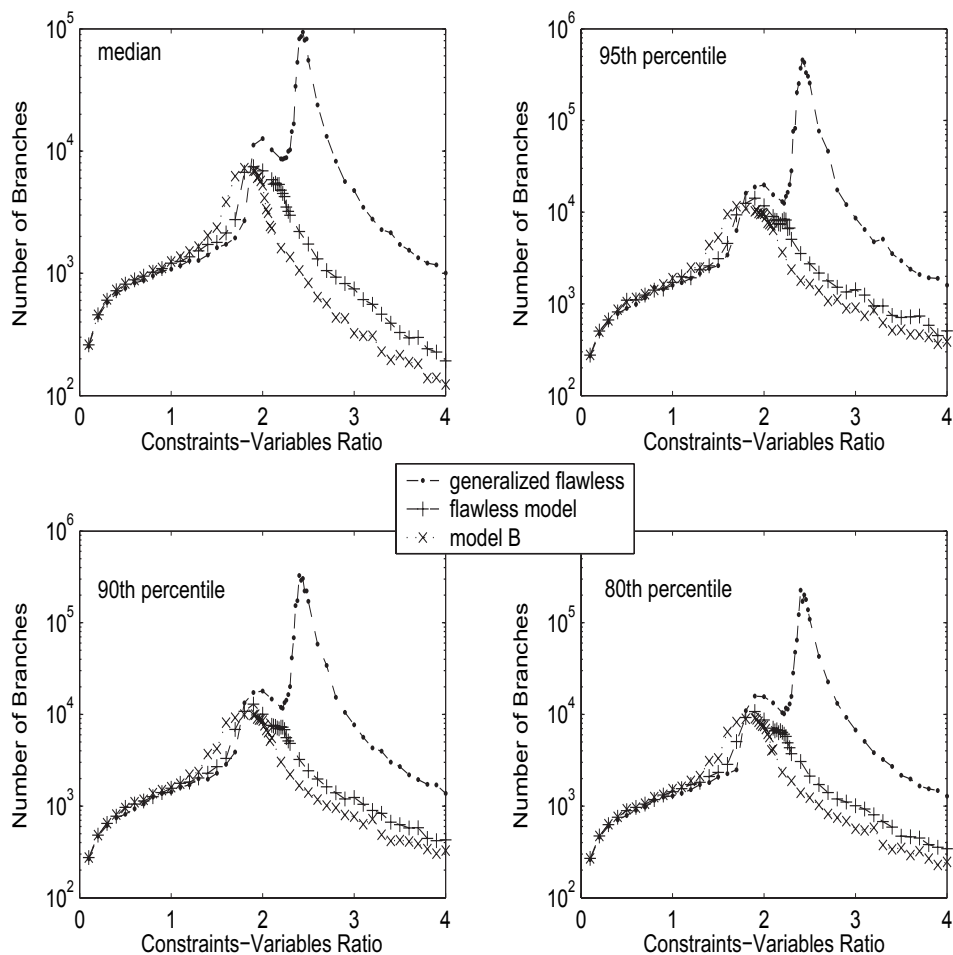 median
10^5
10^4
10^3
10^2
Number of Branches
0 1 2 3 4
Constraints−Variables Ratio
95th percentile
10^6
10^5
10^4
10^3
10^2
Number of Branches
0 1 2 3 4
Constraints−Variables Ratio
generalized flawless
flawless model
model B
90th percentile
10^6
10^5
10^4
10^3
10^2
Number of Branches
0 1 2 3 4
Constraints−Variables Ratio
80th percentile
10^6
10^5
10^4
10^3
10^2
Number of Branches
0 1 2 3 4
Constraints−Variables Ratio